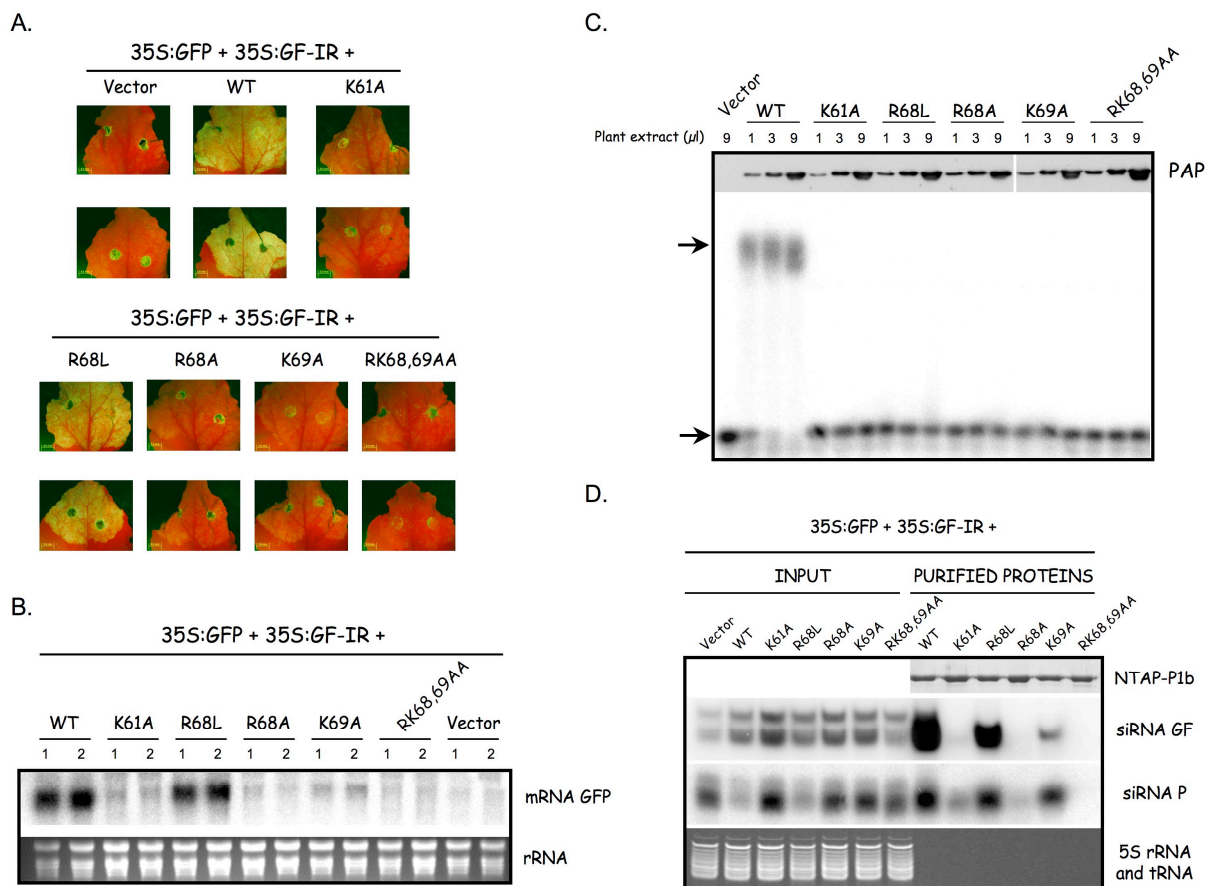 A.
35S:GFP + 35S:GF-IR +
Vector WT K61A
35S:GFP + 35S:GF-IR +
R68L R68A K69A RK68,69AA
B.
35S:GFP + 35S:GF-IR +
WT K61A R68L R68A K69A RK68,69AA Vector
1 2 1 2 1 2 1 2 1 2 1 2 1 2
mRNA GFP
rRNA
C.
Vector WT K61A R68L R68A K69A RK68,69AA
Plant extract (µl) 9 1 3 9 1 3 9 1 3 9 1 3 9 1 3 9 1 3 9
PAP
D.
35S:GFP + 35S:GF-IR +
INPUT PURIFIED PROTEINS
Vector WT K61A R68L R68A K69A RK68,69AA WT K61A R68L R68A K69A RK68,69AA
NTAP-P1b
siRNA GF
siRNA P
5S rRNA
and tRNA